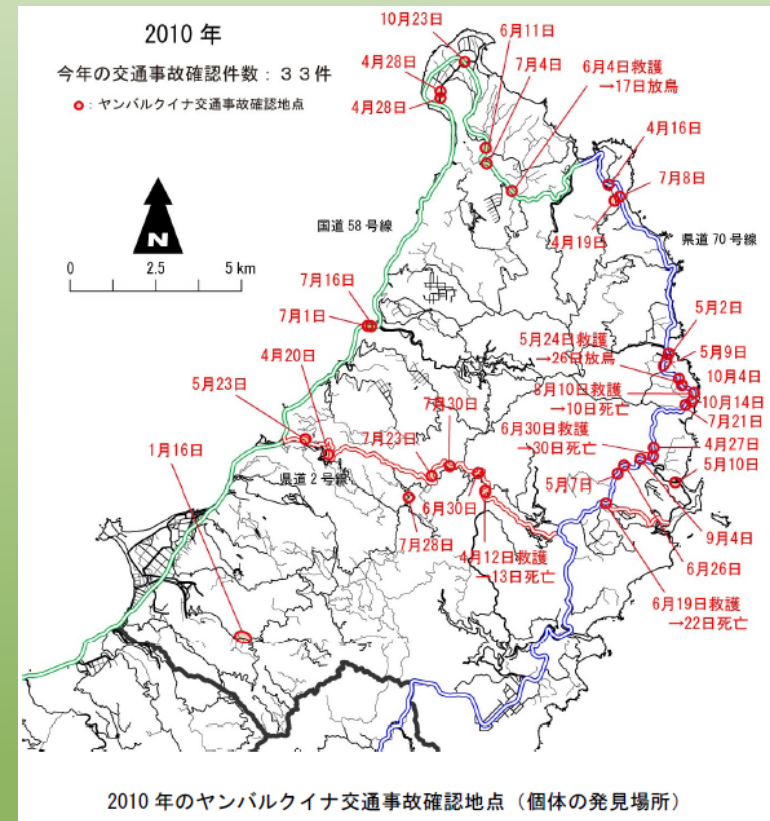 2010 年
今年の交通事故確認件数：３３件
：ヤンバルクイナ交通事故確認地点
10月23日
6月11日
4月28日
7月4日
6月4日救護
→17日放鳥
4月28日
4月16日
7月8日
N
国道 58 号線
4月19日
県道 70 号線
0 2.5 5 km
7月16日
7月1日
5月2日
5月24日救護
→26日放鳥
5月9日
4月20日
10月4日
5月23日
8月10日救護
→10日死亡
10月14日
7月30日
7月21日
6月30日救護
→30日死亡
1月16日
7月23日
4月27日
県道 2 号線
5月10日
5月7日
6月30日
9月4日
7月28日
4月12日救護
→13日死亡
6月26日
6月19日救護
→22日死亡
2010 年のヤンバルクイナ交通事故確認地点（個体の発見場所）